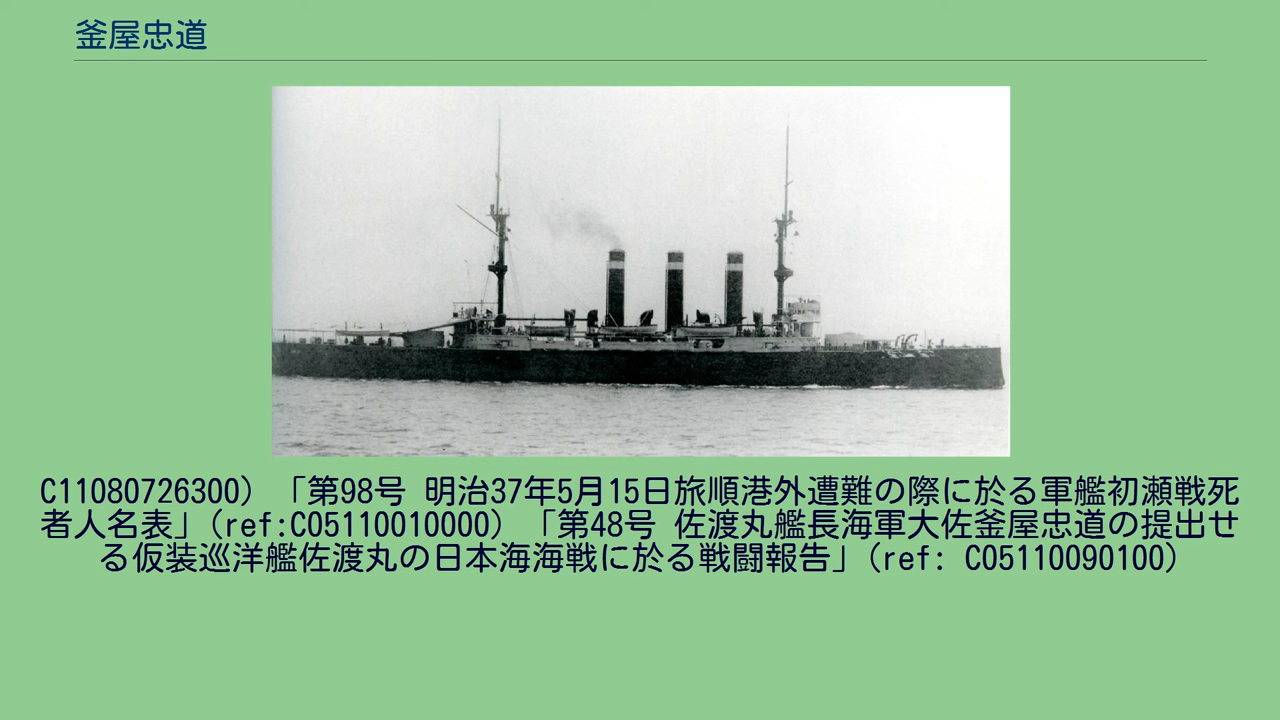 釜屋忠道
C11080726300）「第98号 明治37年5月15日旅順港外遭難の際に於る軍艦初瀬戦死
者人名表」（ref:C05110010000）「第48号 佐渡丸艦長海軍大佐釜屋忠道の提出せ
る仮装巡洋艦佐渡丸の日本海海戦に於る戦闘報告」（ref: C05110090100）